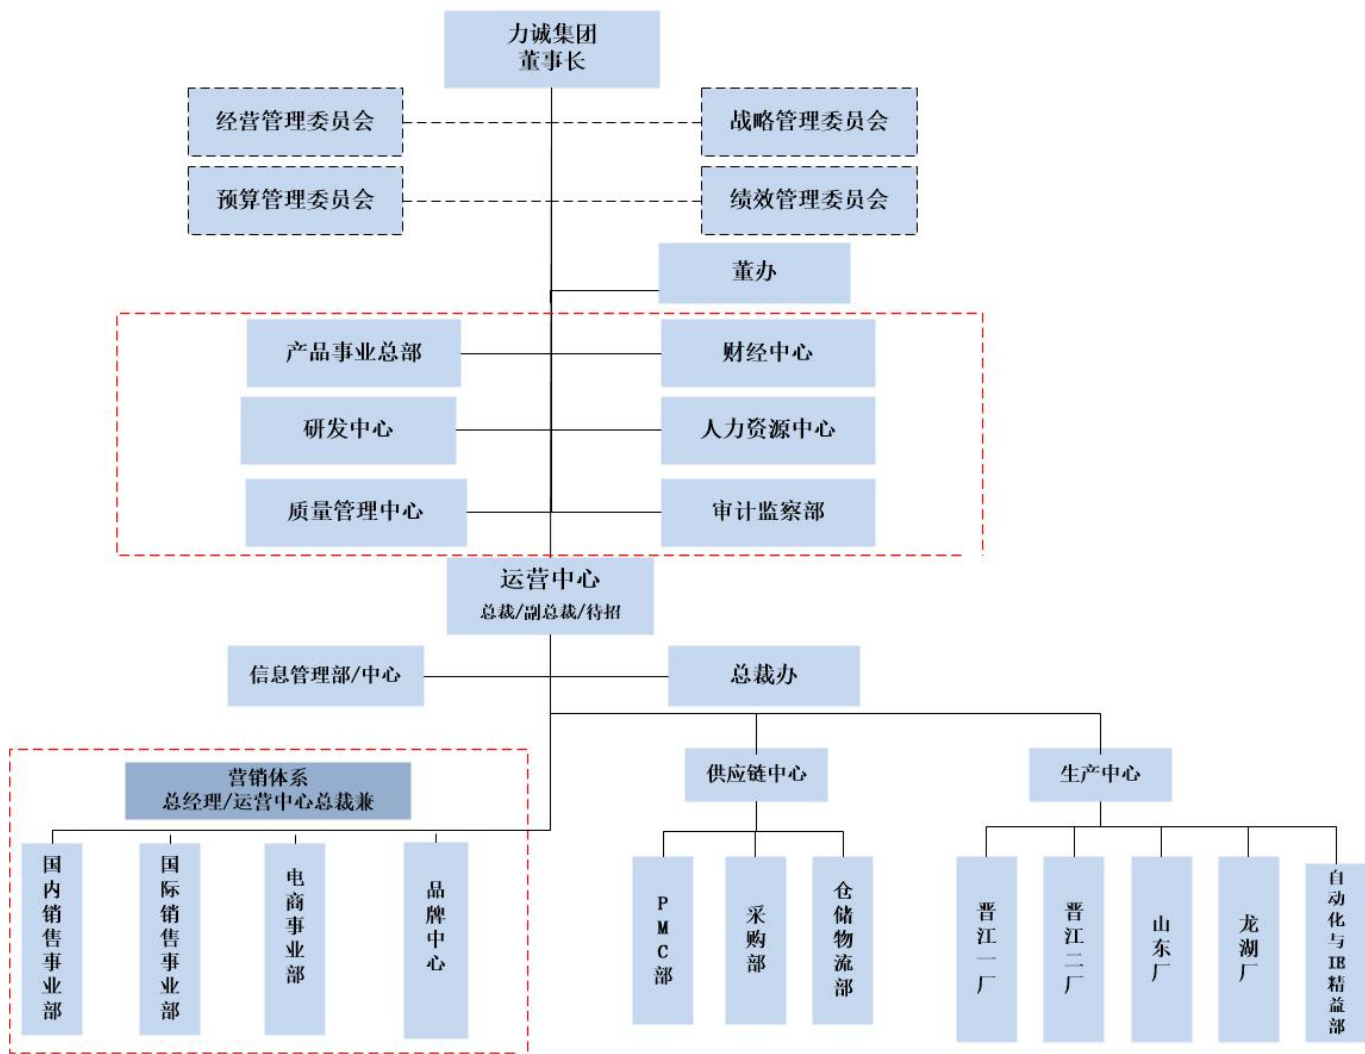 力诚集团
董事长
经营管理委员会
战略管理委员会
预算管理委员会
绩效管理委员会
董办
产品事业总部
财经中心
研发中心
人力资源中心
质量管理中心
审计监察部
运营中心
总裁/副总裁/待招
信息管理部/中心
总裁办
营销体系
总经理/运营中心总裁兼
供应链中心
生产中心
国内销售事业部
国际销售事业部
电商事业部
品牌中心
PMC部
采购部
仓储物流部
晋江一厂
晋江二厂
山东厂
龙湖厂
自动化与IE精益部